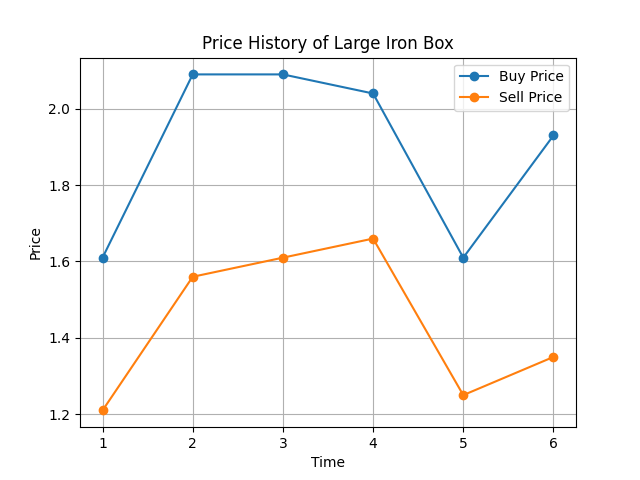 Price History of Large Iron Box
Buy Price
Sell Price
Price
2.0
1.8
1.6
1.4
1.2
1 2 3 4 5 6
Time